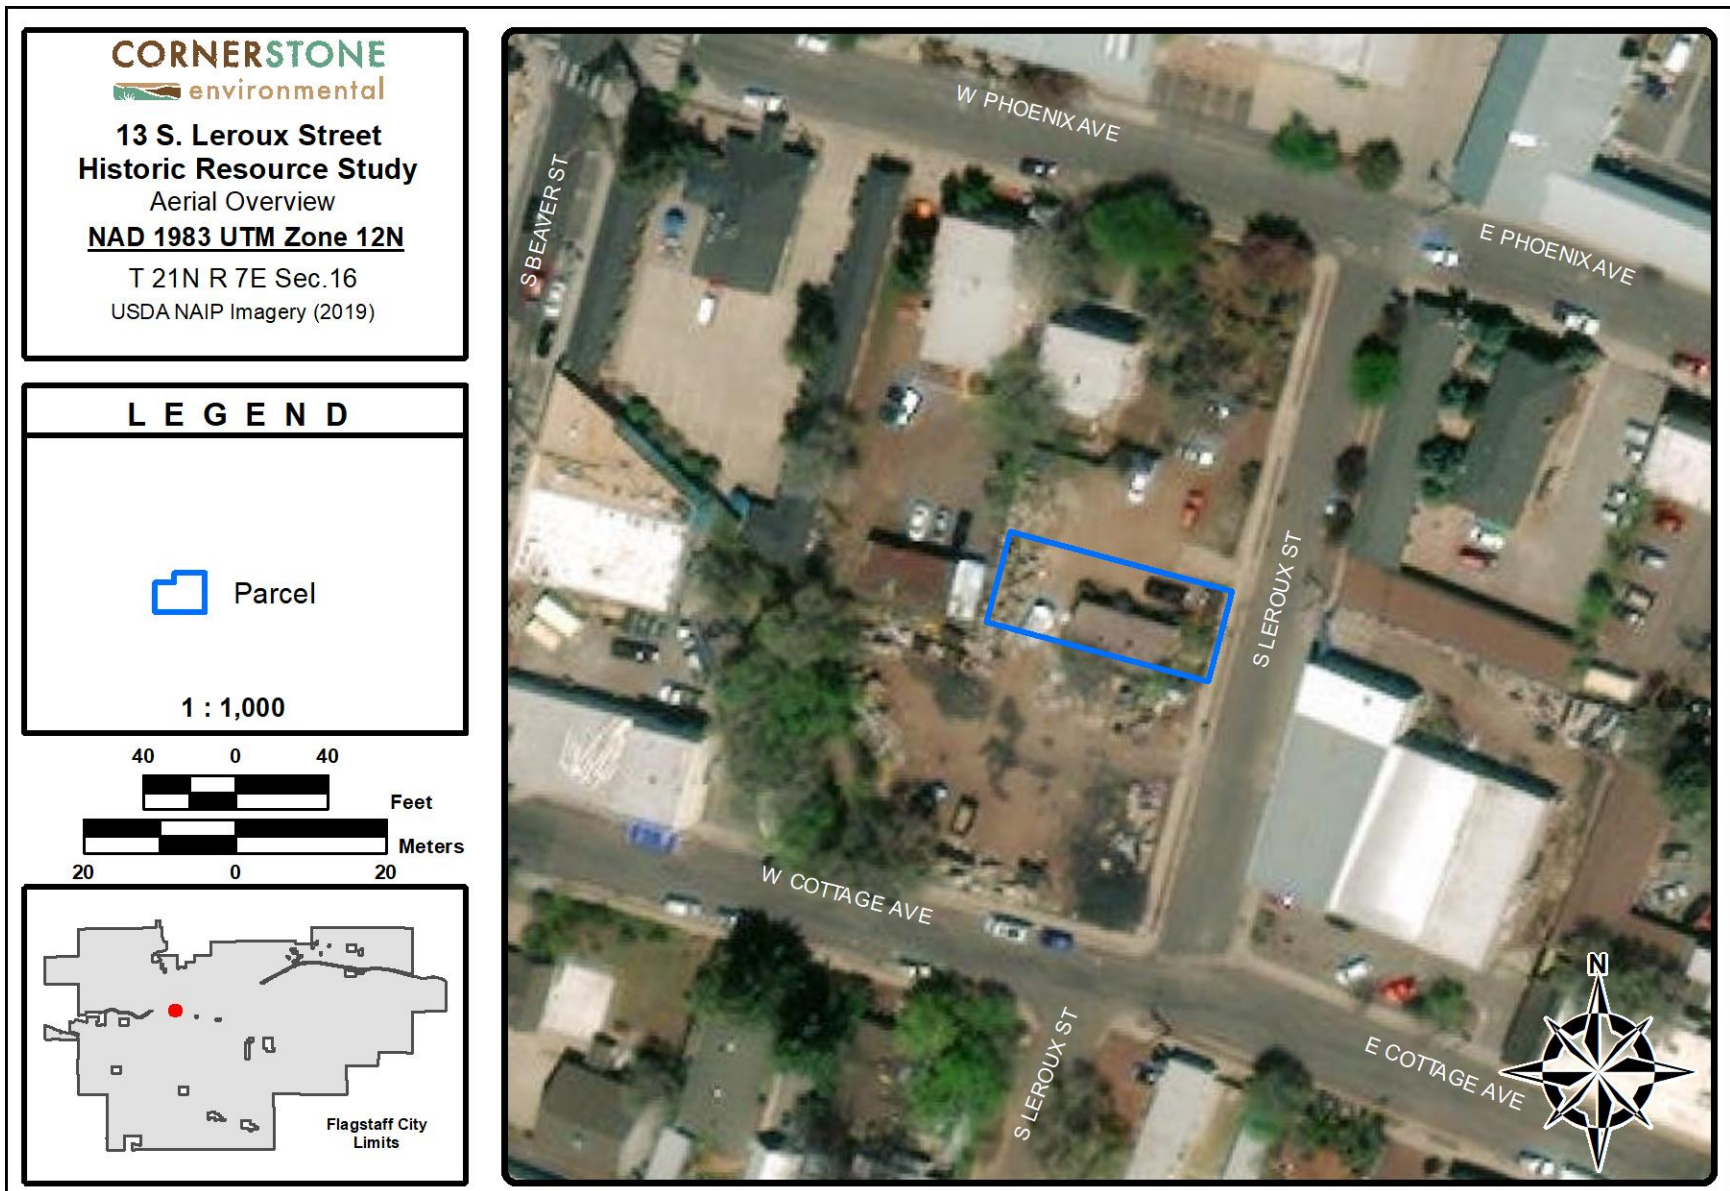 CORNERSTONE
environmental
13 S. Leroux Street
Historic Resource Study
Aerial Overview
NAD 1983 UTM Zone 12N
T 21N R 7E Sec.16
USDA NAIP Imagery (2019)
LEGEND
Parcel
1 : 1,000
40 0 40
Feet
Meters
20 0 20
Flagstaff City
Limits
W PHOENIX AVE
S BEAVER ST
E PHOENIX AVE
S LEROUX ST
W COTTAGE AVE
N
S LEROUX ST
E COTTAGE AVE